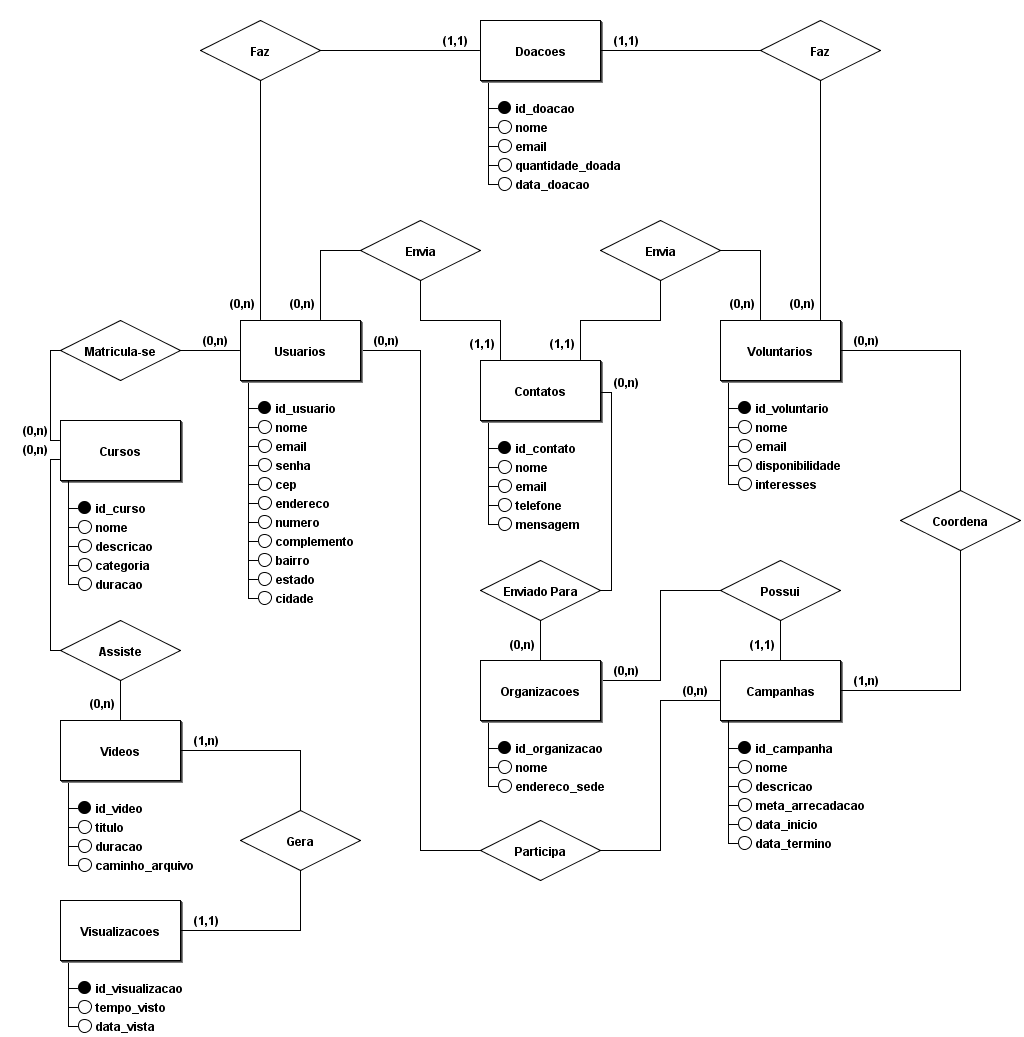 Faz
(1,1)
Doacoes
(1,1)
Faz
id_doacao
nome
email
quantidade_doada
data_doacao
Envia
Envia
(0,n)
(0,n)
(0,n)
(0,n)
Matricula-se
(0,n)
Usuarios
(0,n)
(1,1)
(1,1)
Voluntarios
(0,n)
Contatos
(0,n)
id_usuario
nome
email
senha
cep
endereco
numero
complemento
bairro
estado
cidade
id_voluntario
nome
email
disponibilidade
interesses
(0,n)
(0,n)
Cursos
id_contato
nome
email
telefone
mensagem
id_curso
nome
descricao
categoria
duracao
Coordena
Enviado Para
Possui
Assiste
(0,n)
(1,1)
(0,n)
Organizacoes
(0,n)
(0,n)
Campanhas
(1,n)
Videos
(1,n)
id_organizacao
nome
endereco_sede
id_campanha
nome
descricao
meta_arrecadacao
data_inicio
data_termino
id_video
titulo
duracao
caminho_arquivo
Gera
Participa
Visualizacoes
(1,1)
id_visualizacao
tempo_visto
data_vista